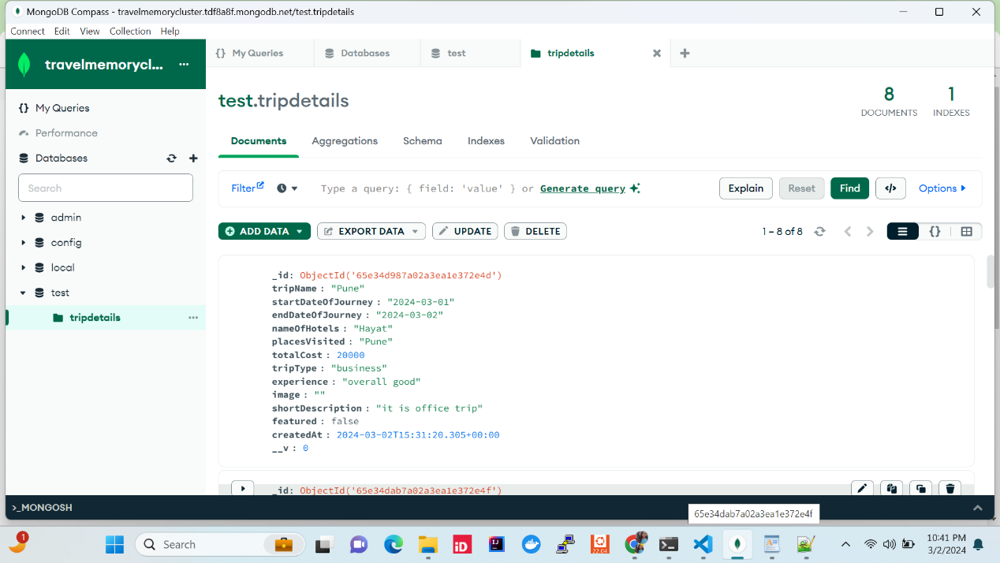 MongoDB Compass - travelmemorycluster.tdf8a8f.mongodb.net/test.tripdetails
Connect Edit View Collection Help
travelmemorycl... ...
{} My Queries
Performance
Databases
Search
admin
config
local
test
tripdetails ...
{} My Queries Databases test tripdetails
test.tripdetails
8 1
DOCUMENTS INDEXES
Documents Aggregations Schema Indexes Validation
Filter Type a query: { field: 'value' } or Generate query Explain Reset Find </> Options
ADD DATA EXPORT DATA UPDATE DELETE 1 – 8 of 8 {}
_id: ObjectId('65e34d987a02a3ea1e372e4d')
tripName : "Pune"
startDateOfJourney : "2024-03-01"
endDateOfJourney : "2024-03-02"
nameOfHotels : "Hayat"
placesVisited : "Pune"
totalCost : 20000
tripType : "business"
experience : "overall good"
image : ""
shortDescription : "it is office trip"
featured : false
createdAt : 2024-03-02T15:31:20.305+00:00
__v : 0
_id: ObjectId('65e34dab7a02a3ea1e372e4f')
>_MONGOSH
65e34dab7a02a3ea1e372e4f
1 Search iD IJ 22.04 10:41 PM
3/2/2024